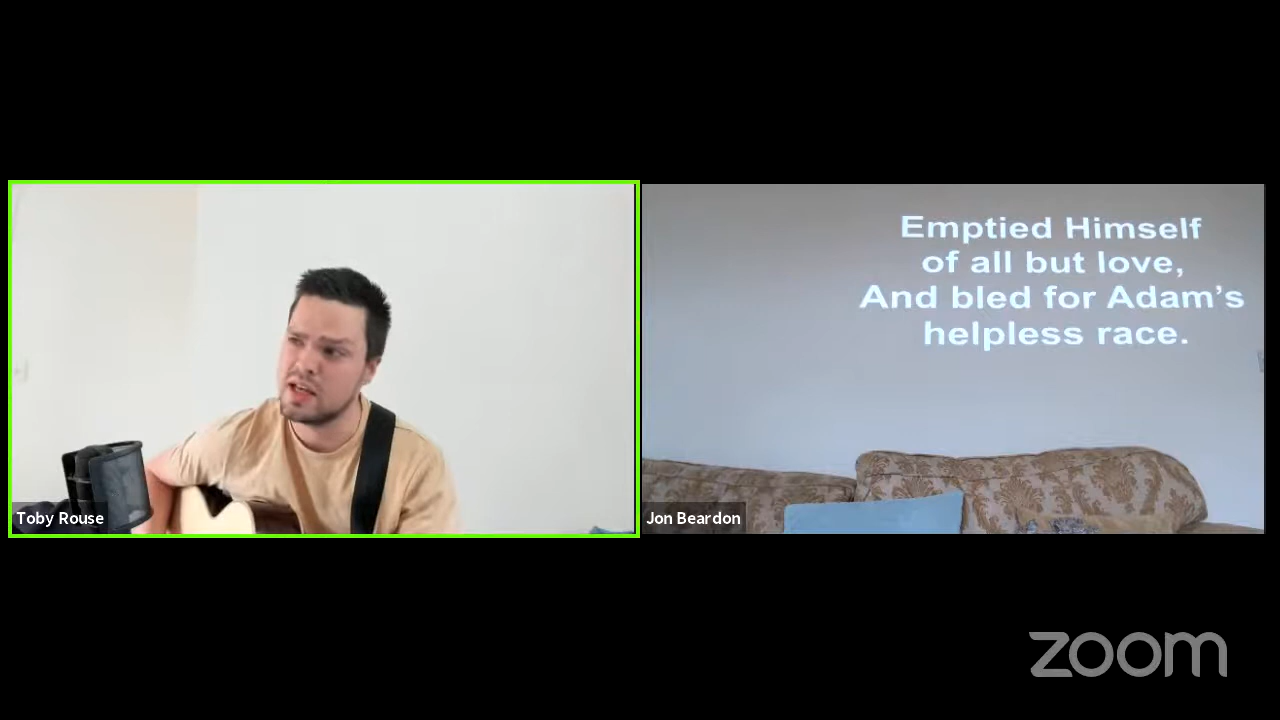 Emptied Himself
of all but love,
And bled for Adam’s
helpless race.
Toby Rouse
Jon Beardon
zoom